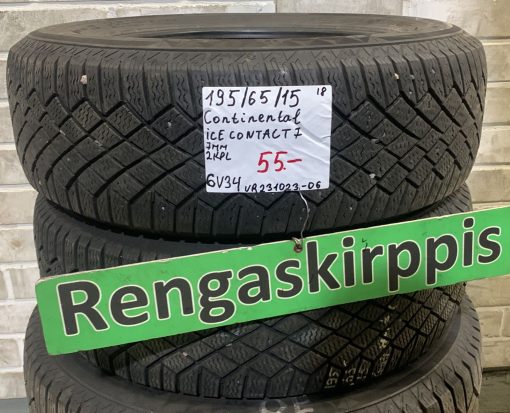 195/65/15 18
Continental
iCE CONTACT 7
7MM
2KPL 55.-
6V34 VR231023-06
Rengaskirppis